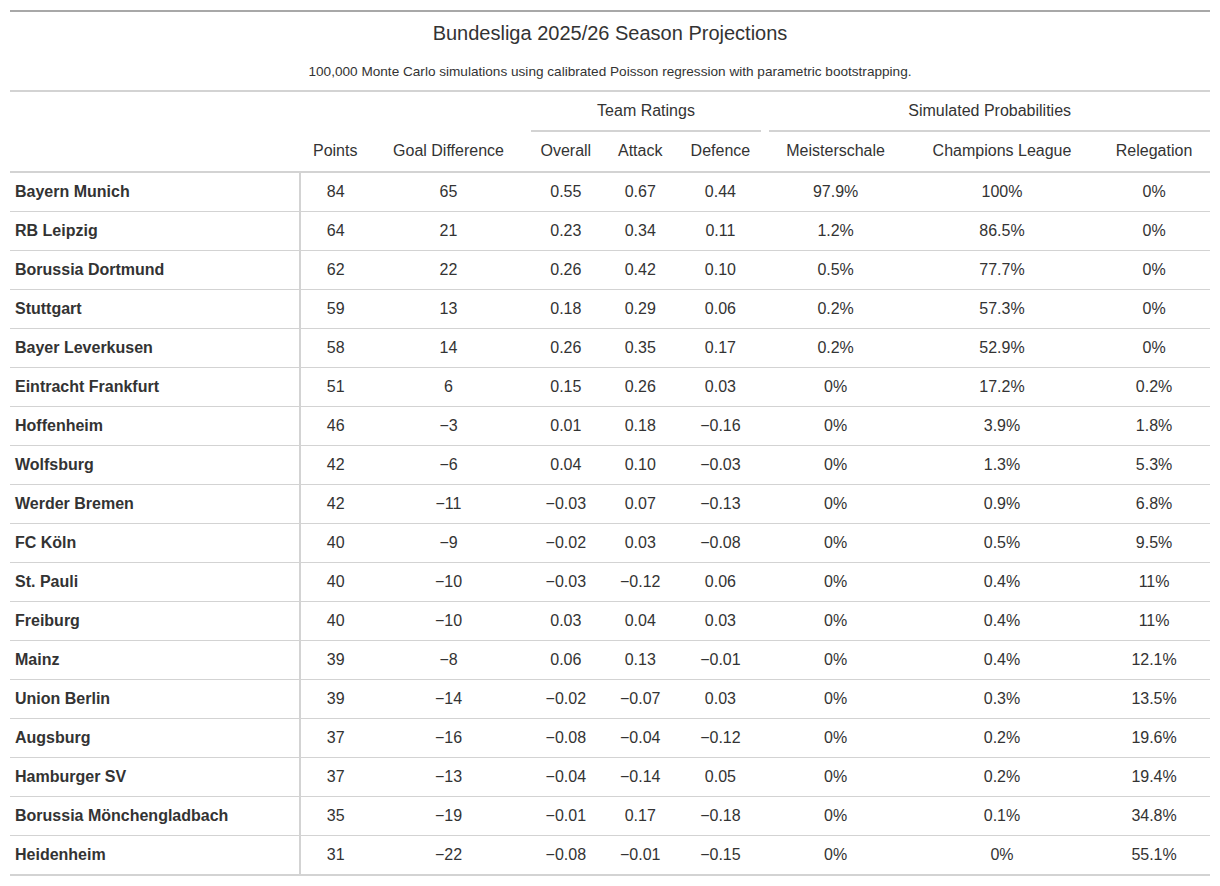 Bundesliga 2025/26 Season Projections
100,000 Monte Carlo simulations using calibrated Poisson regression with parametric bootstrapping.
Team Ratings Simulated Probabilities
Points Goal Difference Overall Attack Defence Meisterschale Champions League Relegation
Bayern Munich 84 65 0.55 0.67 0.44 97.9% 100% 0%
RB Leipzig 64 21 0.23 0.34 0.11 1.2% 86.5% 0%
Borussia Dortmund 62 22 0.26 0.42 0.10 0.5% 77.7% 0%
Stuttgart 59 13 0.18 0.29 0.06 0.2% 57.3% 0%
Bayer Leverkusen 58 14 0.26 0.35 0.17 0.2% 52.9% 0%
Eintracht Frankfurt 51 6 0.15 0.26 0.03 0% 17.2% 0.2%
Hoffenheim 46 −3 0.01 0.18 −0.16 0% 3.9% 1.8%
Wolfsburg 42 −6 0.04 0.10 −0.03 0% 1.3% 5.3%
Werder Bremen 42 −11 −0.03 0.07 −0.13 0% 0.9% 6.8%
FC Köln 40 −9 −0.02 0.03 −0.08 0% 0.5% 9.5%
St. Pauli 40 −10 −0.03 −0.12 0.06 0% 0.4% 11%
Freiburg 40 −10 0.03 0.04 0.03 0% 0.4% 11%
Mainz 39 −8 0.06 0.13 −0.01 0% 0.4% 12.1%
Union Berlin 39 −14 −0.02 −0.07 0.03 0% 0.3% 13.5%
Augsburg 37 −16 −0.08 −0.04 −0.12 0% 0.2% 19.6%
Hamburger SV 37 −13 −0.04 −0.14 0.05 0% 0.2% 19.4%
Borussia Mönchengladbach 35 −19 −0.01 0.17 −0.18 0% 0.1% 34.8%
Heidenheim 31 −22 −0.08 −0.01 −0.15 0% 0% 55.1%